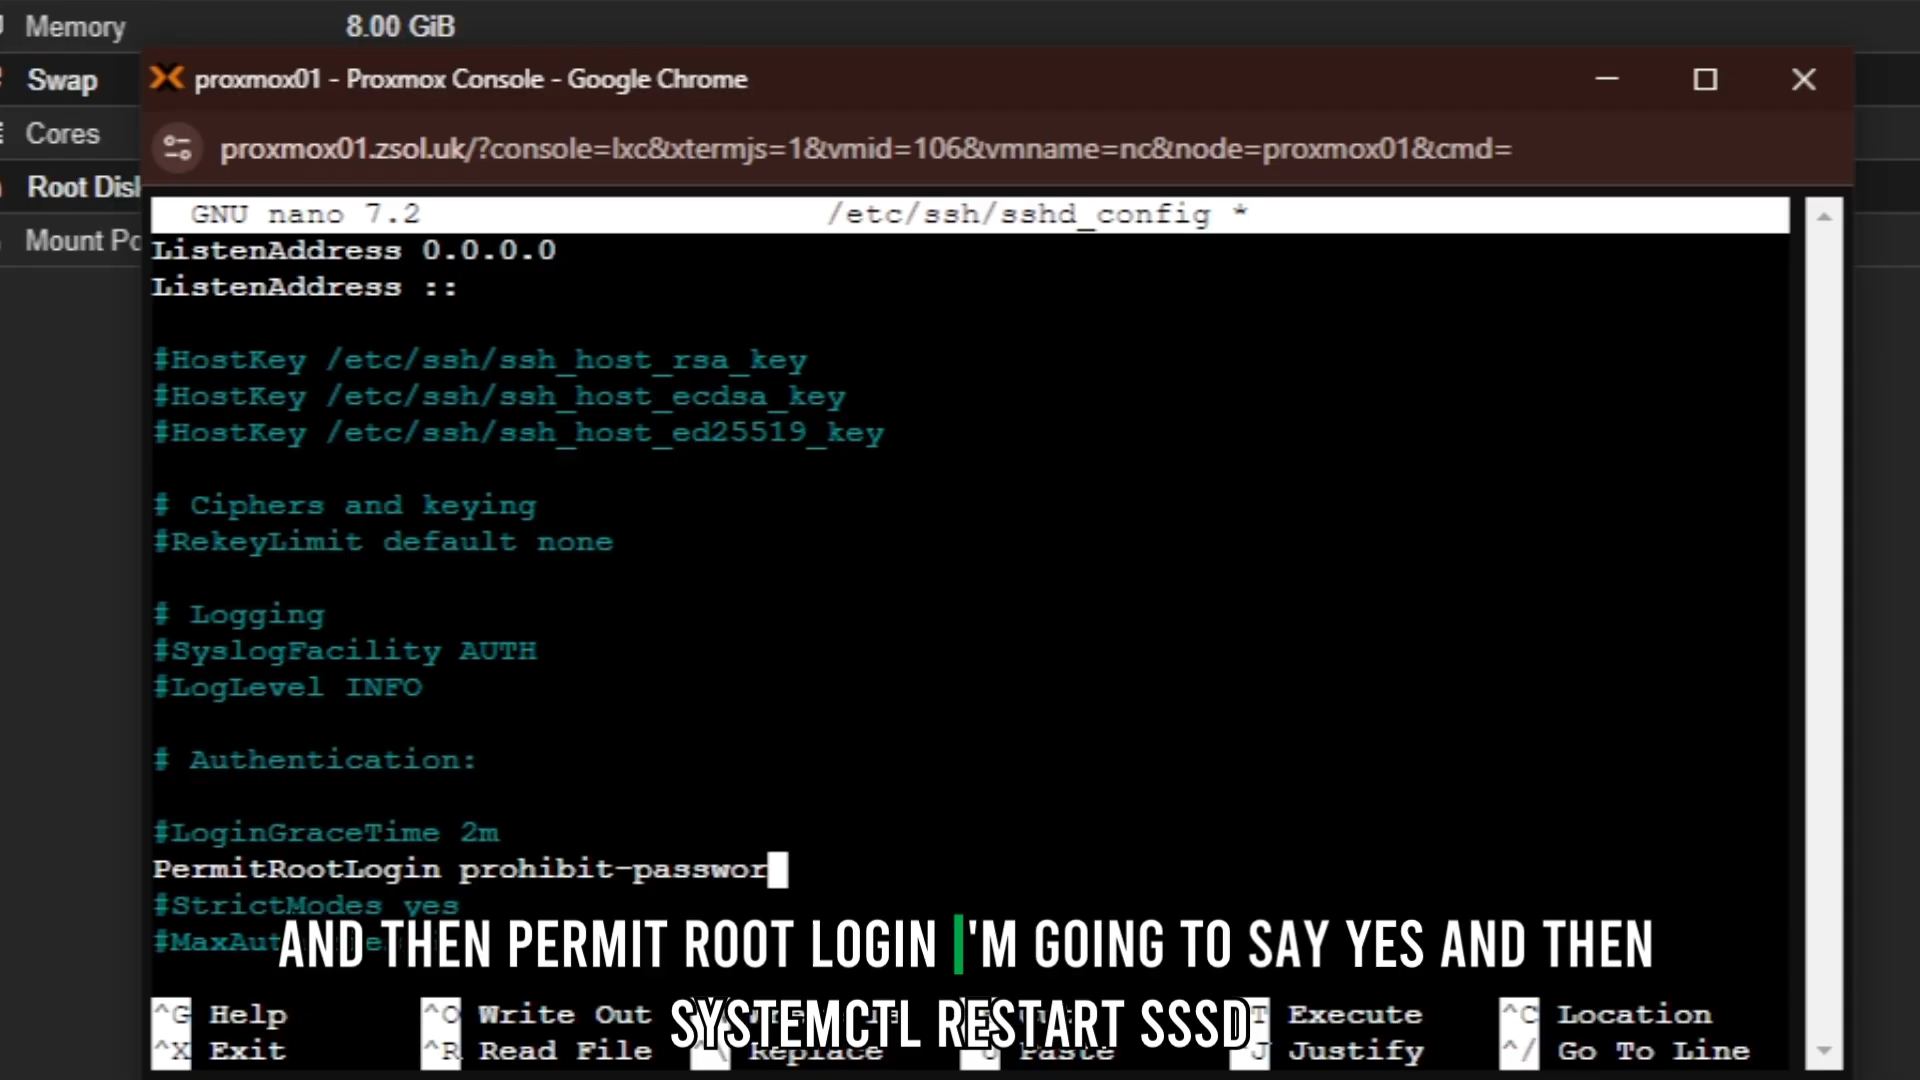 Memory 8.00 GiB
Swap
Cores
Root Disk
Mount Po
proxmox01 - Proxmox Console - Google Chrome
proxmox01.zsol.uk/?console=lxc&xtermjs=1&vmid=106&vmname=nc&node=proxmox01&cmd=
GNU nano 7.2 /etc/ssh/sshd_config *
ListenAddress 0.0.0.0
ListenAddress ::
#HostKey /etc/ssh/ssh_host_rsa_key
#HostKey /etc/ssh/ssh_host_ecdsa_key
#HostKey /etc/ssh/ssh_host_ed25519_key
# Ciphers and keying
#RekeyLimit default none
# Logging
#SyslogFacility AUTH
#LogLevel INFO
# Authentication:
#LoginGraceTime 2m
PermitRootLogin prohibit-passwor
#StrictModes yes
AND THEN PERMIT ROOT LOGIN I'M GOING TO SAY YES AND THEN
SYSTEMCTL RESTART SSSD
^G Help ^O Write Out Execute ^C Location
^X Exit ^R Read File ^\ Replace Paste Justify ^/ Go To Line